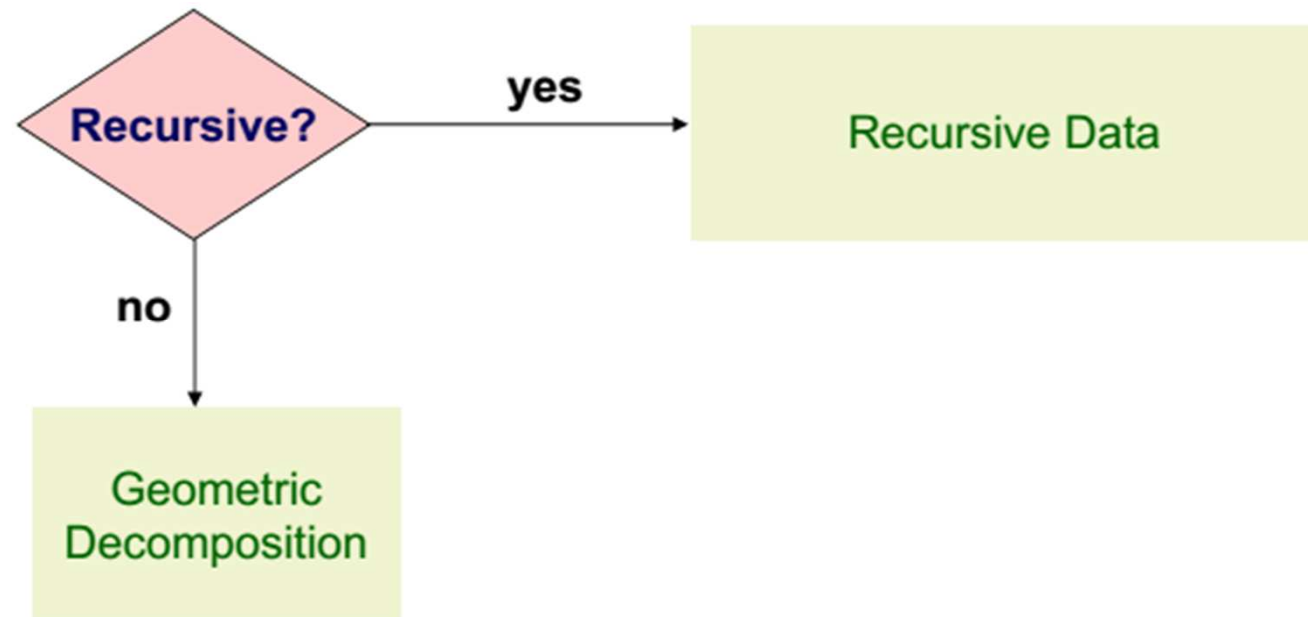 Recursive?
yes
Recursive Data
no
Geometric
Decomposition